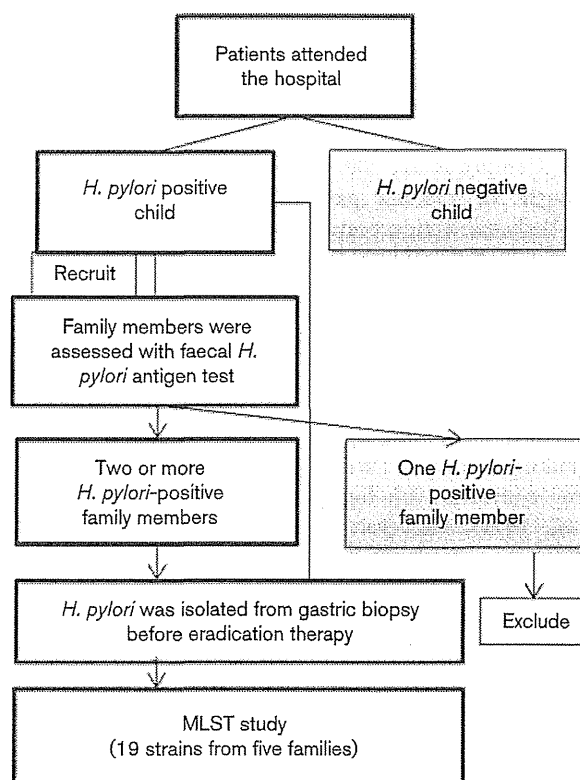 Patients attended
the hospital
H. pylori positive
child
H. pylori negative
child
Recruit
Family members were
assessed with faecal H.
pylori antigen test
Two or more
H. pylori-positive
family members
One H. pylori-
positive
family member
H. pylori was isolated from gastric biopsy
before eradication therapy
Exclude
MLST study
(19 strains from five families)